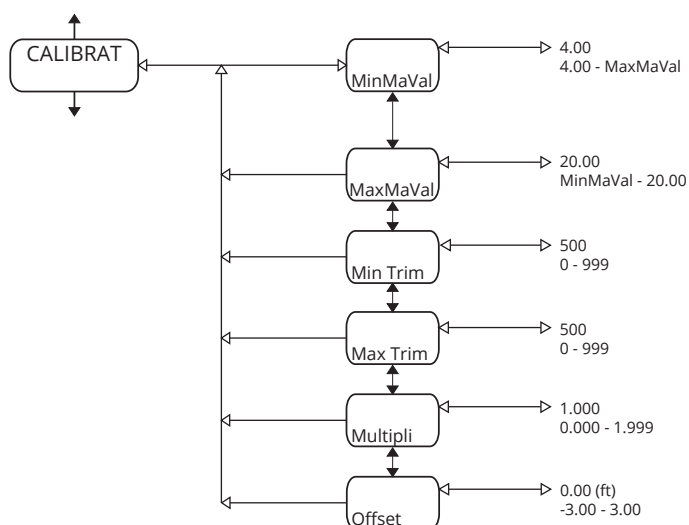 CALIBRAT
MinMaVal
4.00
4.00 - MaxMaVal
MaxMaVal
20.00
MinMaVal - 20.00
Min Trim
500
0 - 999
Max Trim
500
0 - 999
Multipli
1.000
0.000 - 1.999
Offset
0.00 (ft)
-3.00 - 3.00